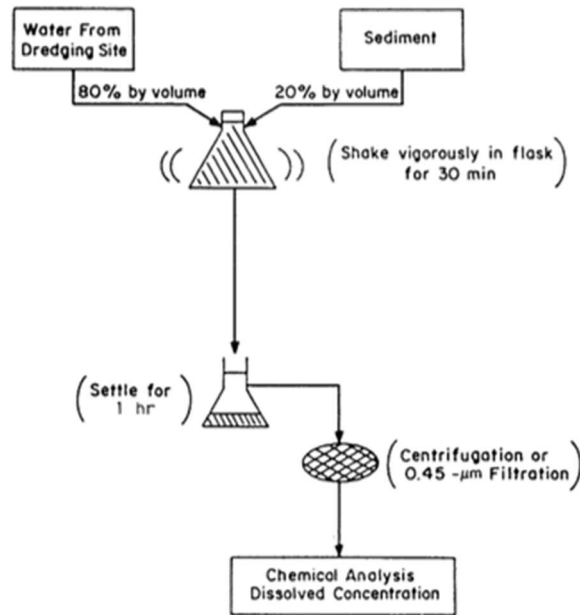 Water From
Dredging Site
Sediment
80% by volume
20% by volume
(Shake vigorously in flask
for 30 min)
(Settle for
1 hr)
(Centrifugation or
0.45-μm Filtration)
Chemical Analysis
Dissolved Concentration